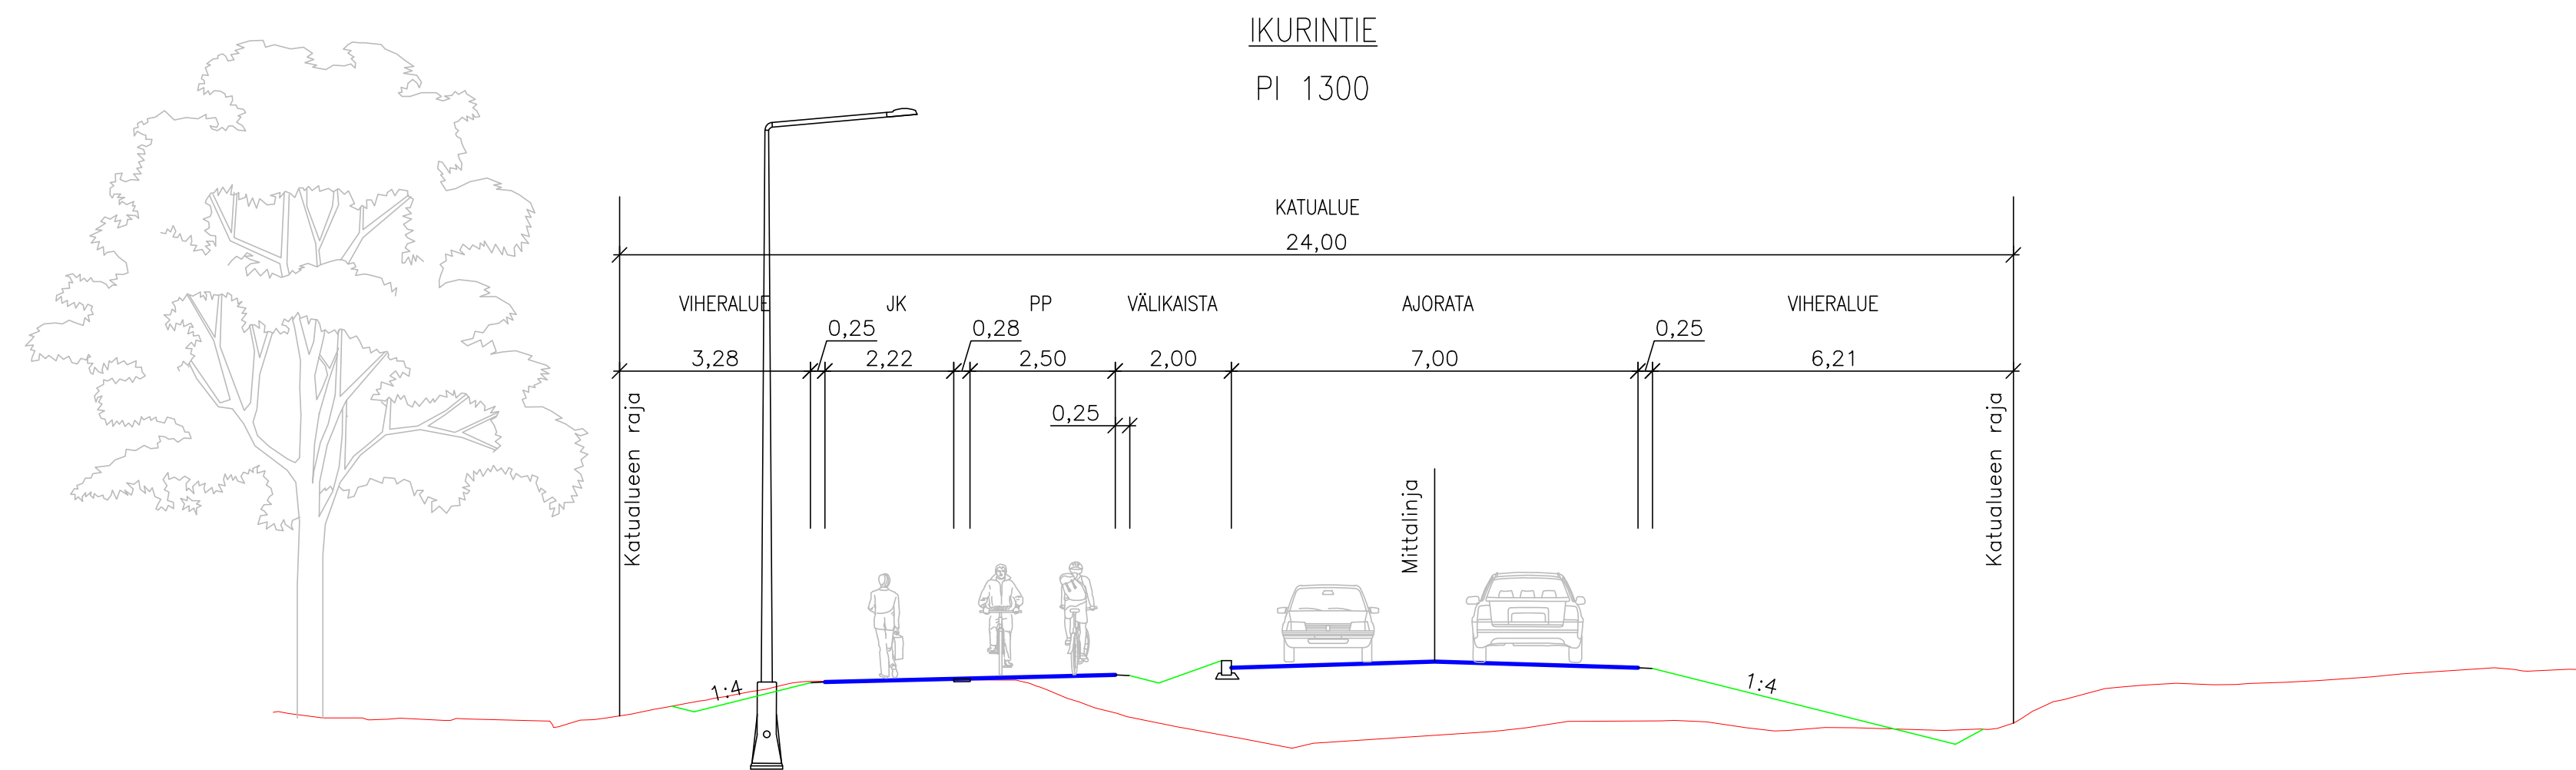 IKURINTIE
PI 1300
KATUALUE
24,00
VIHERALUE JK PP VÄLIKAISTA AJORATA VIHERALUE
0,25 0,28 0,25
3,28 2,22 2,50 2,00 7,00 6,21
0,25
Katualueen raja
Mittalinja
Katualueen raja
1:4
1:4